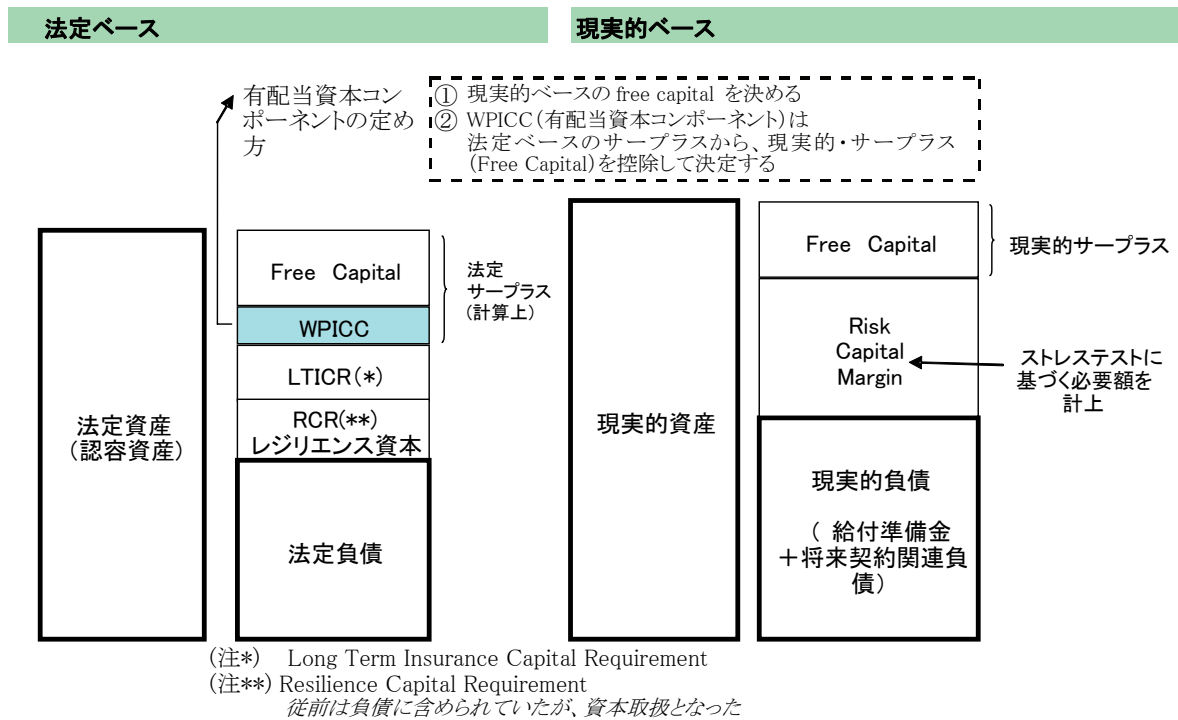 法定ベース
現実的ベース
有配当資本コン
ポーネントの定め
方
① 現実的ベースの free capital を決める
② WPICC(有配当資本コンポーネント)は
法定ベースのサープラスから、現実的・サープラス
(Free Capital)を控除して決定する
法定資産
(認容資産)
Free Capital
WPICC
LTICR(*)
RCR(**)
レジリエンス資本
法定負債
法定
サープラス
(計算上)
現実的資産
Free Capital
Risk
Capital
Margin
現実的負債
( 給付準備金
+将来契約関連負
債)
現実的サープラス
ストレステストに
基づく必要額を
計上
(注*) Long Term Insurance Capital Requirement
(注**) Resilience Capital Requirement
従前は負債に含められていたが、資本取扱となった